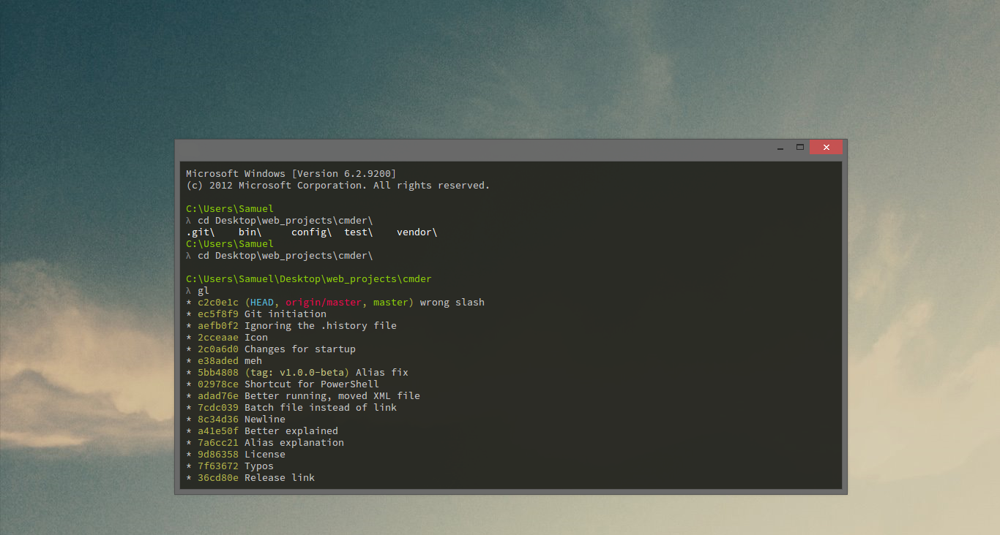 Microsoft Windows [Version 6.2.9200]
(c) 2012 Microsoft Corporation. All rights reserved.
C:\Users\Samuel
λ cd Desktop\web_projects\cmder\
.git\    bin\     config\  test\    vendor\
C:\Users\Samuel
λ cd Desktop\web_projects\cmder\
C:\Users\Samuel\Desktop\web_projects\cmder
λ gl
* c2c0e1c (HEAD, origin/master, master) wrong slash
* ec5f8f9 Git initiation
* aefb0f2 Ignoring the .history file
* 2cceaae Icon
* 2c0a6d0 Changes for startup
* e38aded meh
* 5bb4808 (tag: v1.0.0-beta) Alias fix
* 02978ce Shortcut for PowerShell
* adad76e Better running, moved XML file
* 7cdc039 Batch file instead of link
* 8c34d36 Newline
* a41e50f Better explained
* 7a6cc21 Alias explanation
* 9d86358 License
* 7f63672 Typos
* 36cd80e Release link